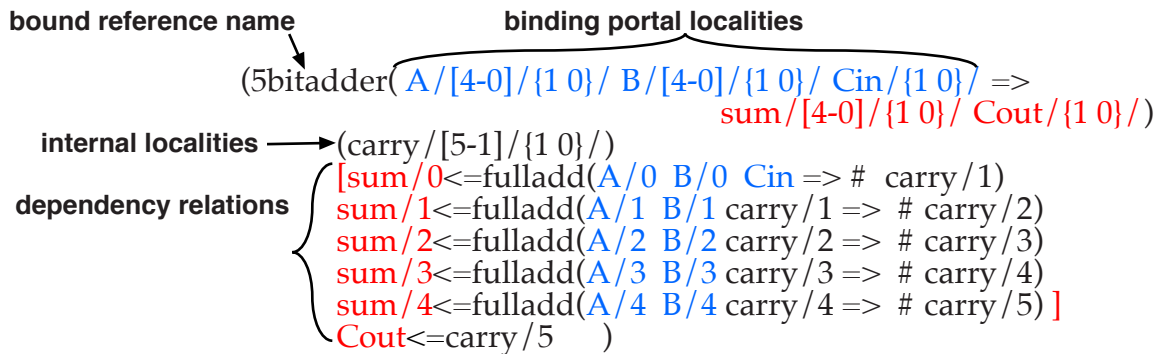 bound reference name
binding portal localities
(5bitadder( A/[4-0]/{1 0}/ B/[4-0]/{1 0}/ Cin/{1 0}/ =>
sum/[4-0]/{1 0}/ Cout/{1 0}/)
internal localities
(carry/[5-1]/{1 0}/)
[sum/0<=fulladd(A/0 B/0 Cin => # carry/1)
dependency relations
sum/1<=fulladd(A/1 B/1 carry/1 => # carry/2)
sum/2<=fulladd(A/2 B/2 carry/2 => # carry/3)
sum/3<=fulladd(A/3 B/3 carry/3 => # carry/4)
sum/4<=fulladd(A/4 B/4 carry/4 => # carry/5) ]
Cout<=carry/5 )